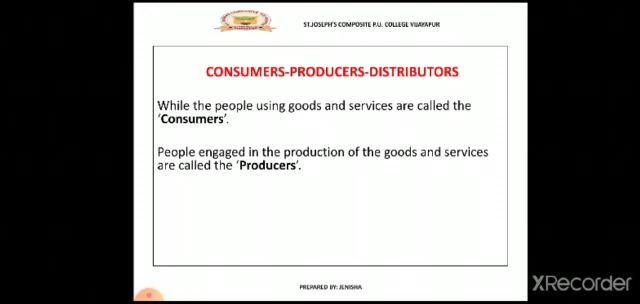 ST.JOSEPH'S COMPOSITE P.U. COLLEGE VIJAYAPUR
CONSUMERS-PRODUCERS-DISTRIBUTORS
While the people using goods and services are called the
‘Consumers’.
People engaged in the production of the goods and services
are called the ‘Producers’.
PREPARED BY: JENISHA
XRecorder